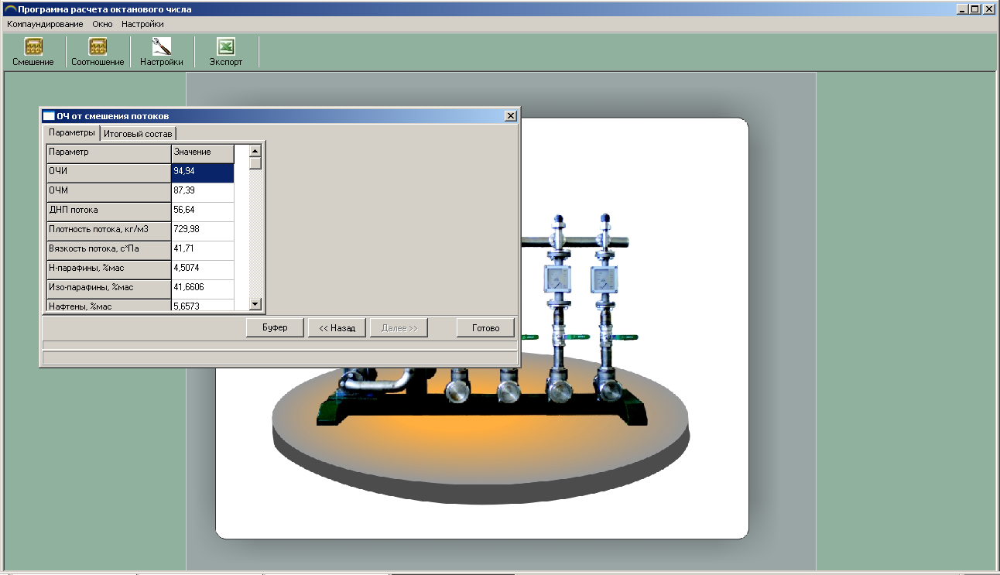 Программа расчета октанового числа
Компаундирование Окно Настройки
Смешение Соотношение Настройки Экспорт
ОЧ от смешения потоков
Параметры Итоговый состав
Параметр Значение
ОЧИ 94,94
ОЧМ 87,39
ДНП потока 56,64
Плотность потока, кг/м3 729,98
Вязкость потока, с*Па 41,71
Н-парафины, %мас 4,5074
Изо-парафины, %мас 41,6606
Нафтены, %мас 5,6573
Буфер << Назад Далее >> Готово